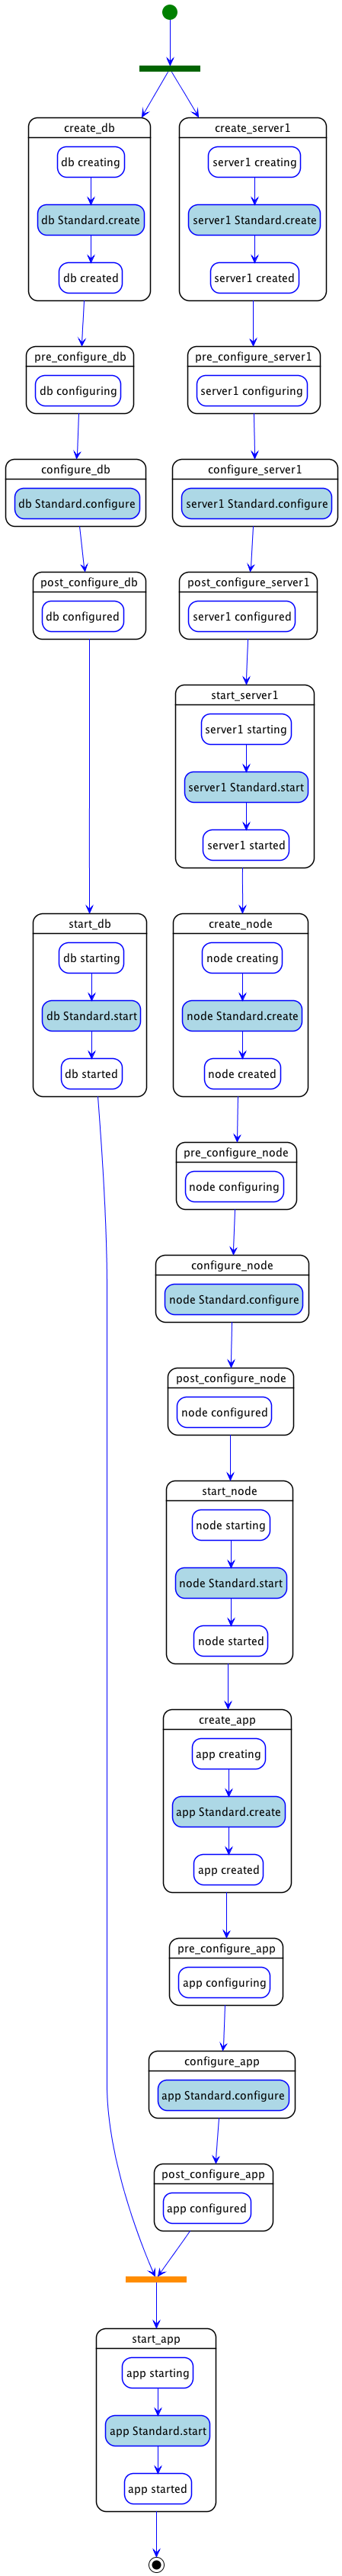 create_db
db creating
db Standard.create
db created
create_server1
server1 creating
server1 Standard.create
server1 created
pre_configure_db
db configuring
pre_configure_server1
server1 configuring
configure_db
db Standard.configure
configure_server1
server1 Standard.configure
post_configure_db
db configured
post_configure_server1
server1 configured
start_server1
server1 starting
server1 Standard.start
server1 started
start_db
db starting
db Standard.start
db started
create_node
node creating
node Standard.create
node created
pre_configure_node
node configuring
configure_node
node Standard.configure
post_configure_node
node configured
start_node
node starting
node Standard.start
node started
create_app
app creating
app Standard.create
app created
pre_configure_app
app configuring
configure_app
app Standard.configure
post_configure_app
app configured
start_app
app starting
app Standard.start
app started